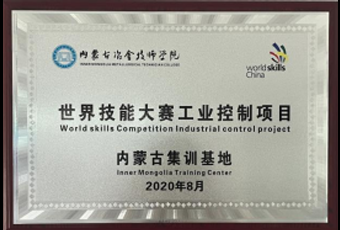 内蒙古冶金技师学院
world skills
China
世界技能大赛工业控制项目
World skills Competition Industrial control project
内蒙古集训基地
Inner Mongolia Training Center
2020年8月